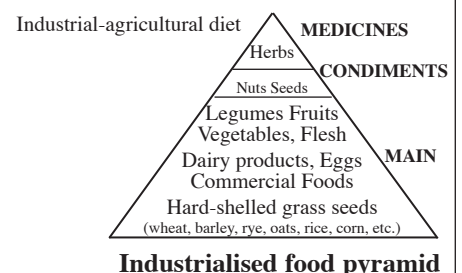 Industrial-agricultural diet
MEDICINES
Herbs
CONDIMENTS
Nuts Seeds
Legumes Fruits
Vegetables, Flesh
Dairy products, Eggs
MAIN
Commercial Foods
Hard-shelled grass seeds
(wheat, barley, rye, oats, rice, corn, etc.)
Industrialised food pyramid